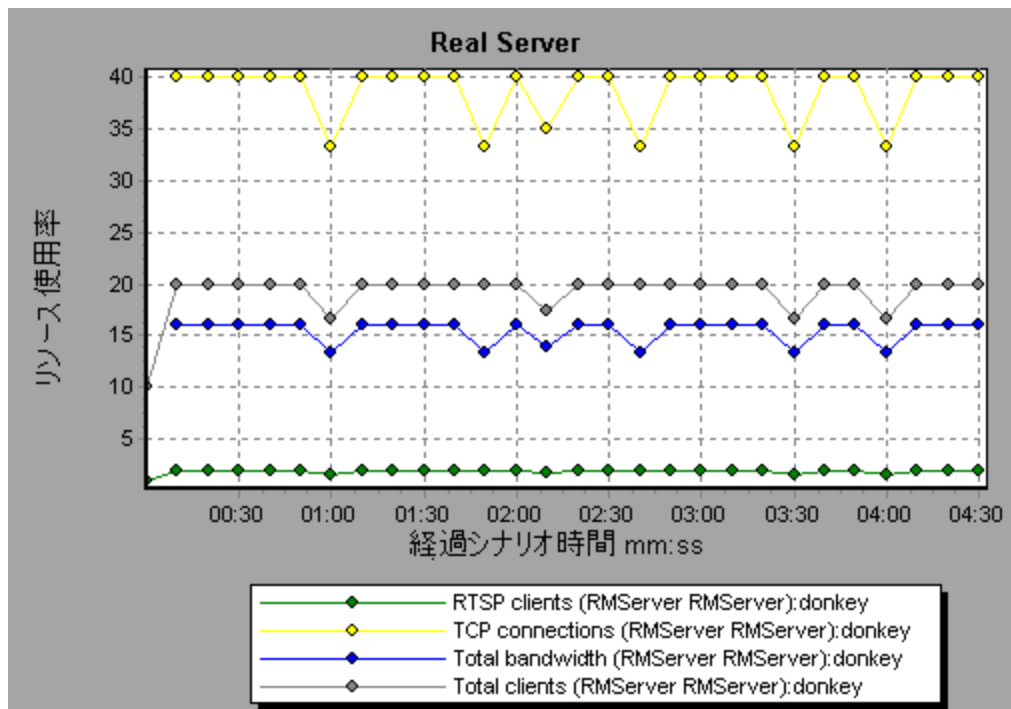 Real Server
40
35
30
25
20
15
10
5
リソース使用率
00:30 01:00 01:30 02:00 02:30 03:00 03:30 04:00 04:30
経過シナリオ時間 mm:ss
RTSP clients (RMServer RMServer):donkey
TCP connections (RMServer RMServer):donkey
Total bandwidth (RMServer RMServer):donkey
Total clients (RMServer RMServer):donkey